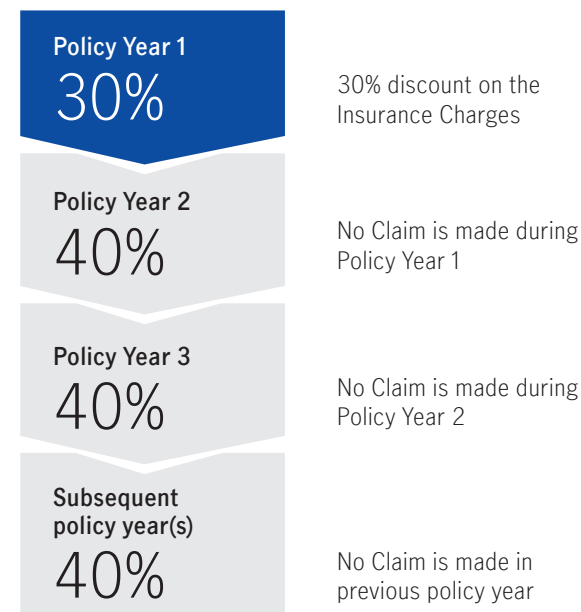 Policy Year 1
30%
30% discount on the
Insurance Charges
Policy Year 2
40%
No Claim is made during
Policy Year 1
Policy Year 3
40%
No Claim is made during
Policy Year 2
Subsequent
policy year(s)
40%
No Claim is made in
previous policy year